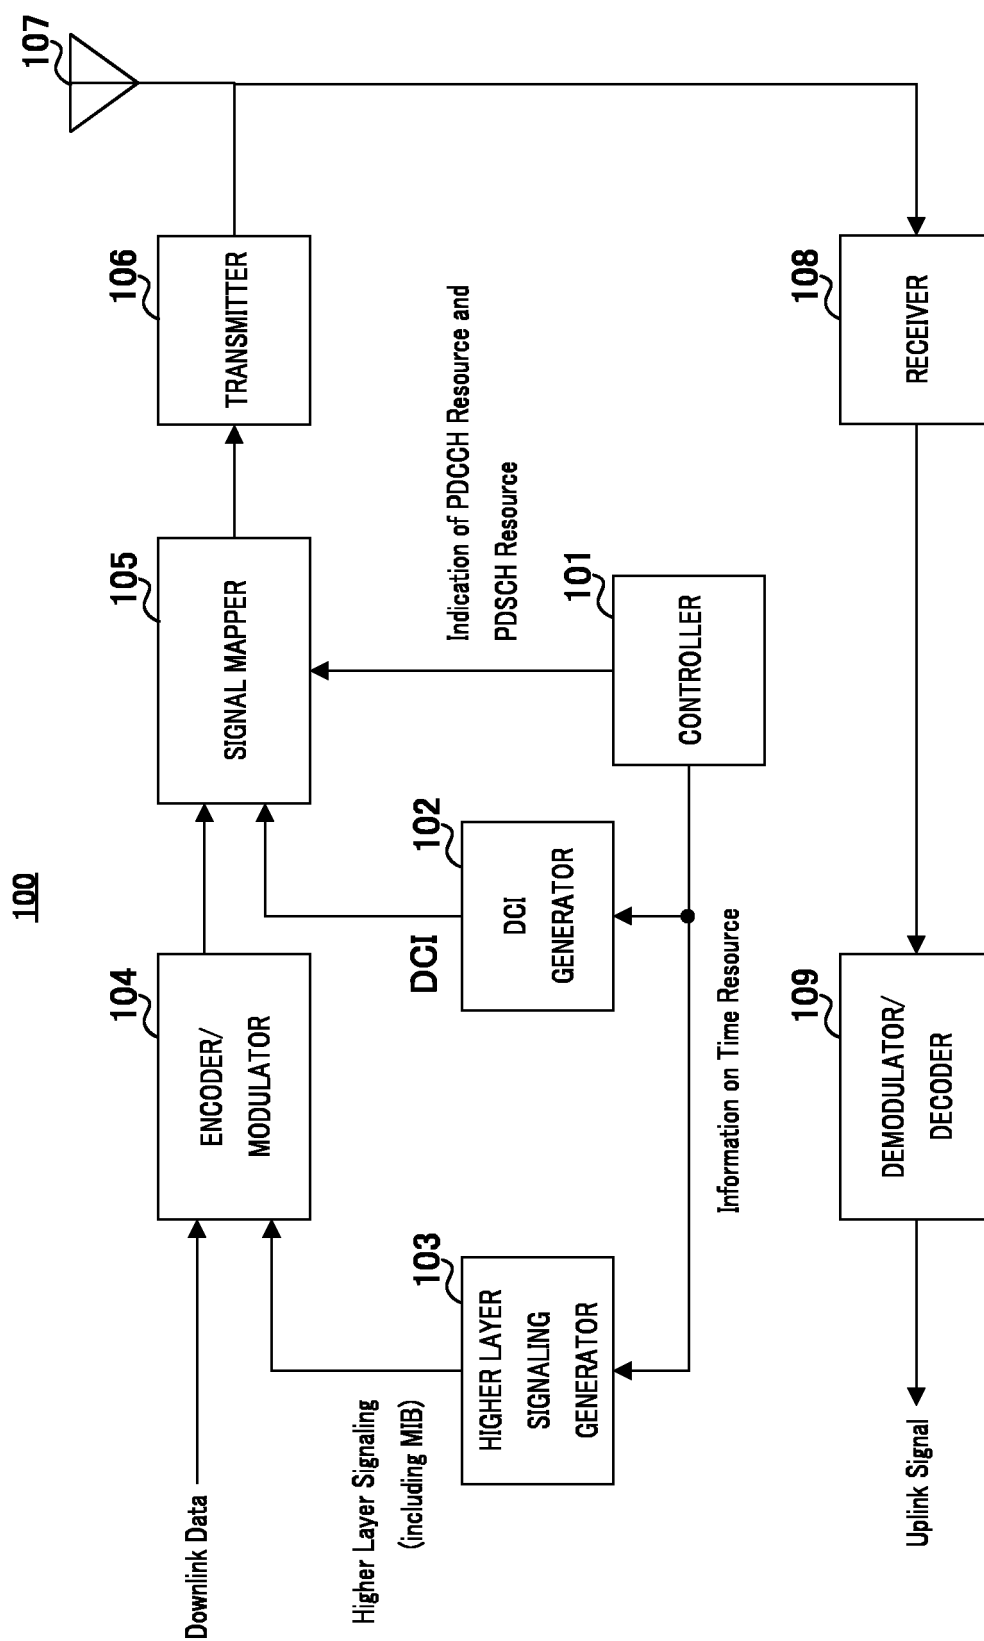 100
107
106
TRANSMITTER
105
SIGNAL MAPPER
104
ENCODER/
MODULATOR
Downlink Data
Higher Layer Signaling
(including MIB)
103
HIGHER LAYER
SIGNALING
GENERATOR
DCI
102
DCI
GENERATOR
Indication of PDCCH Resource and
PDSCH Resource
101
CONTROLLER
Information on Time Resource
108
RECEIVER
109
DEMODULATOR/
DECODER
Uplink Signal